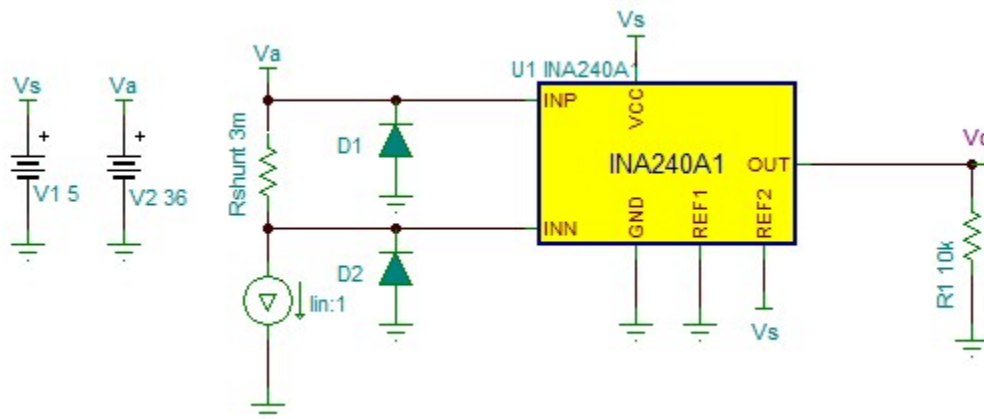 Vs
Va
V1 5
V2 36
Va
Rshunt 3m
Iin:1
D1
D2
Vs
U1 INA240A1
INP
VCC
INA240A1
OUT
INN
GND
REF1
REF2
Vs
R1 10k